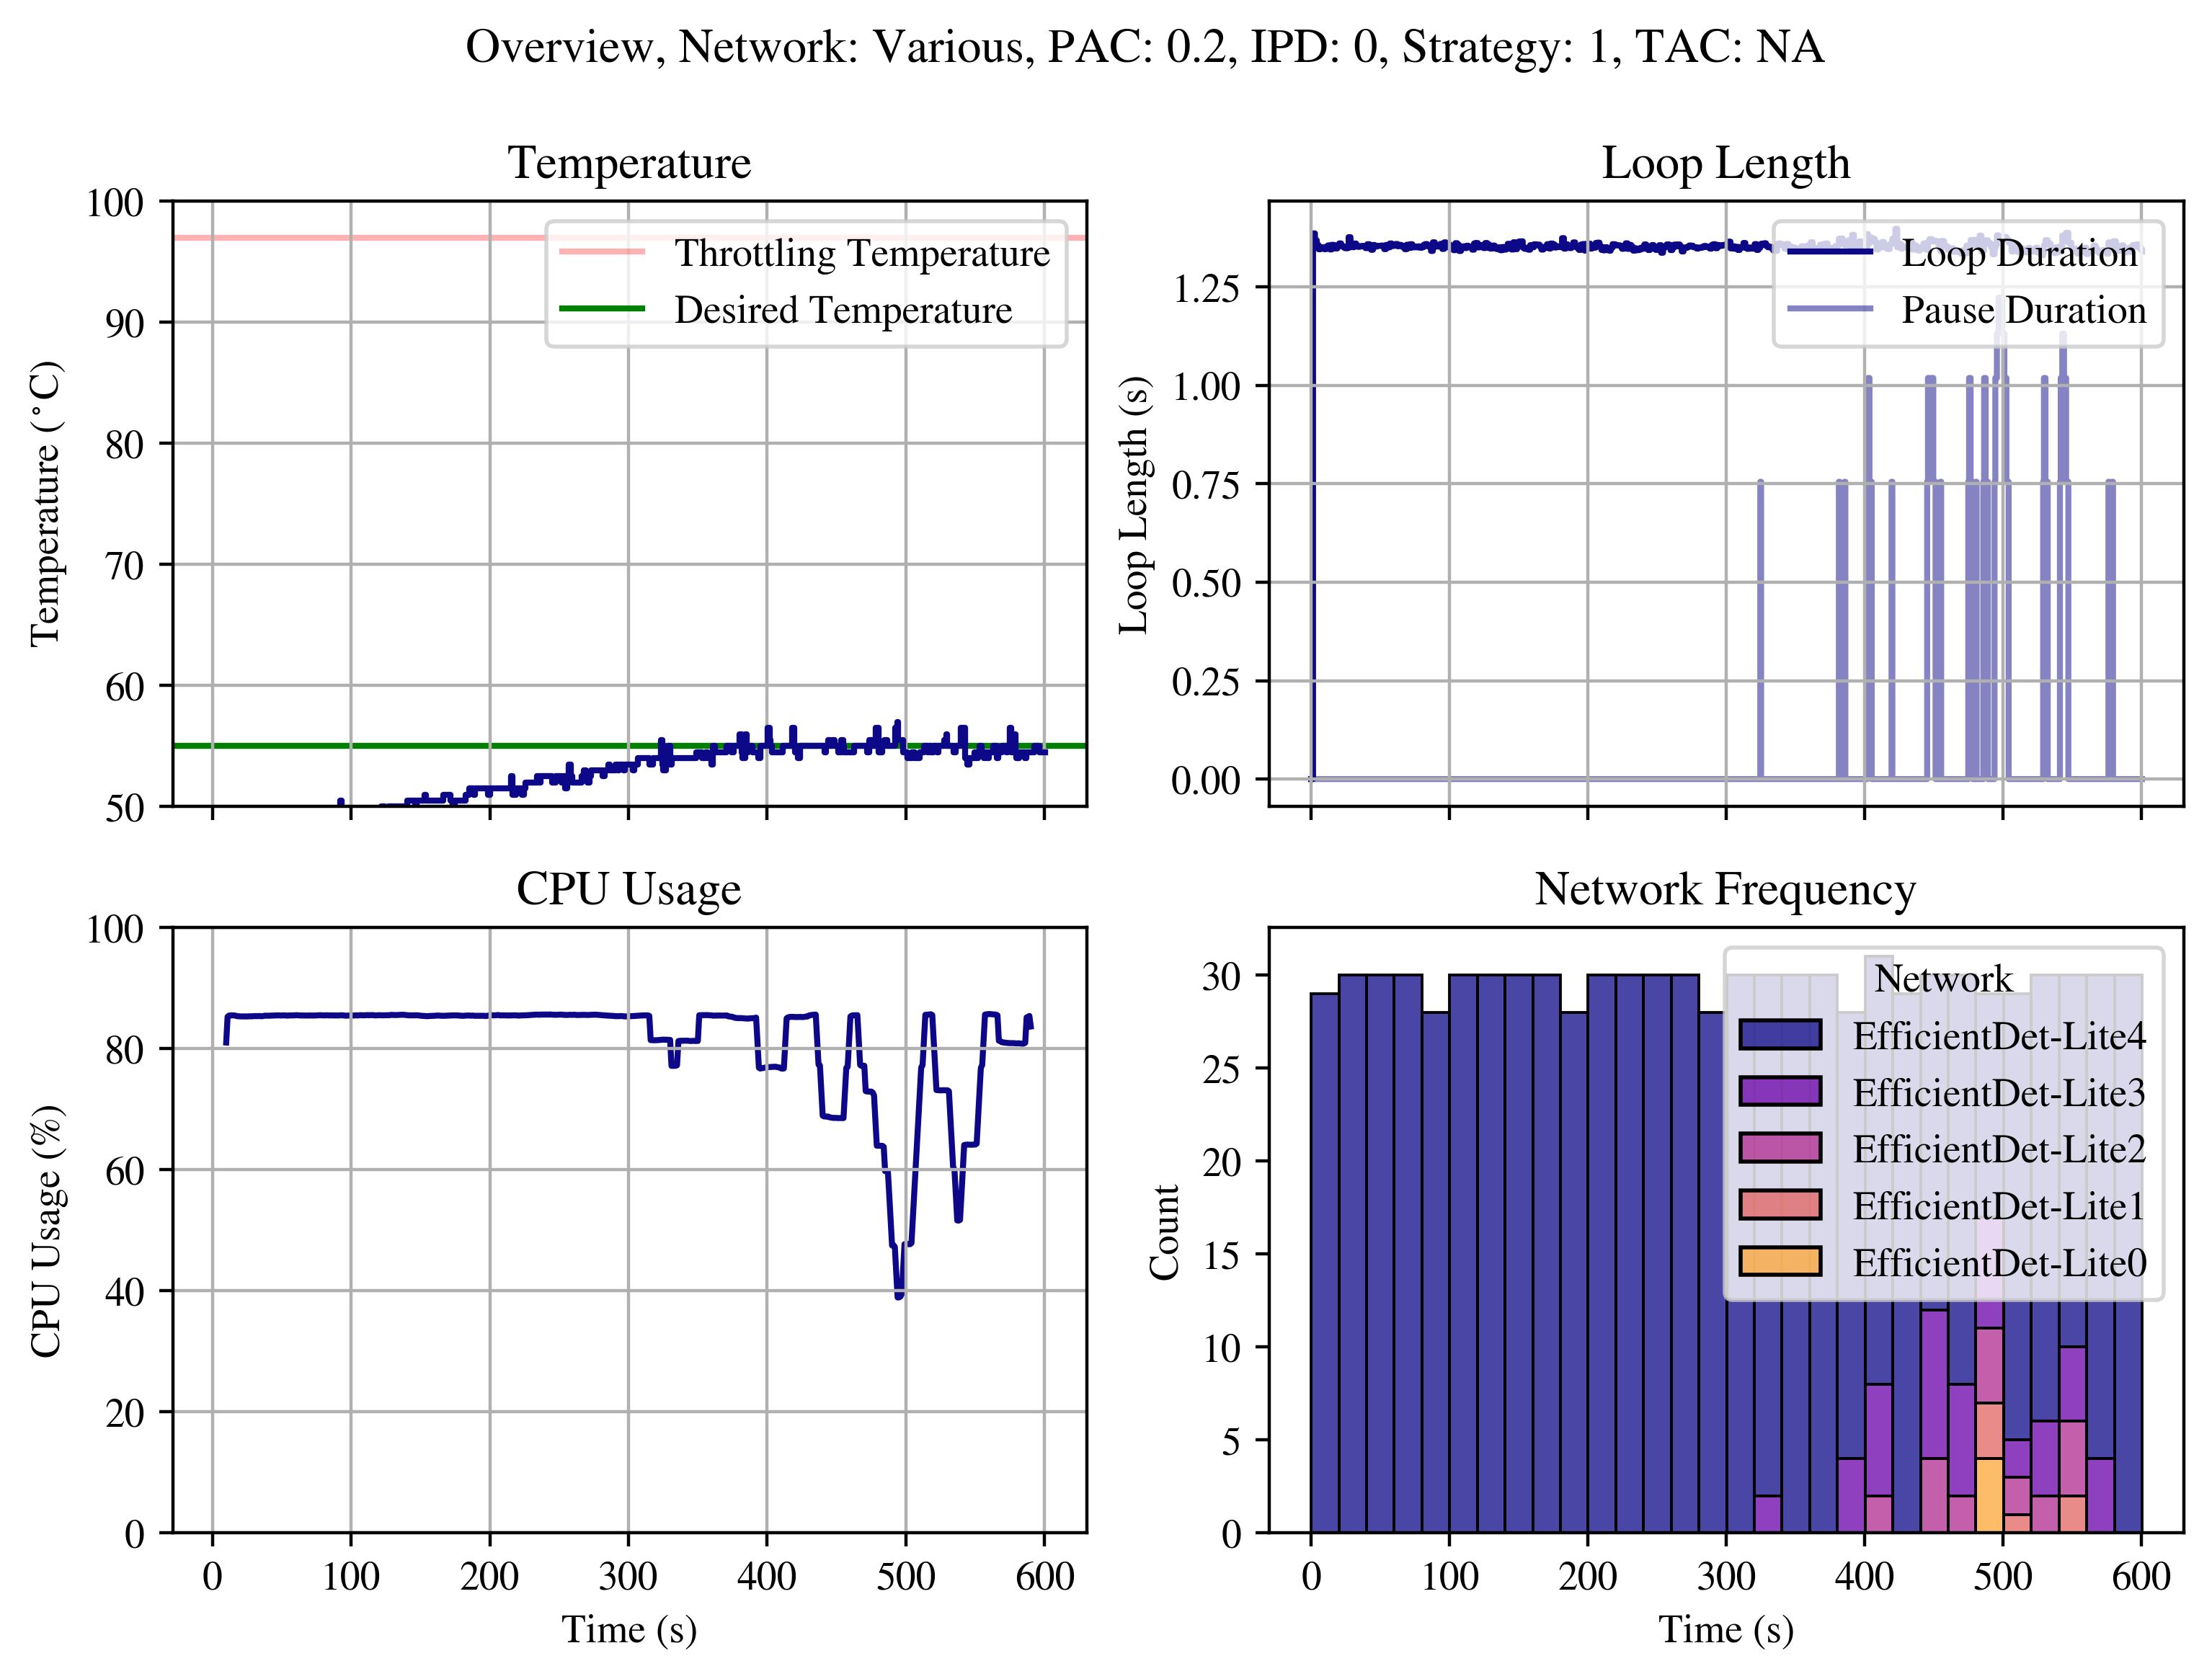 Overview, Network: Various, PAC: 0.2, IPD: 0, Strategy: 1, TAC: NA
Temperature
100
90
80
70
60
50
Temperature (°C)
Throttling Temperature
Desired Temperature
Loop Length
1.25
1.00
0.75
0.50
0.25
0.00
Loop Length (s)
Loop Duration
Pause Duration
CPU Usage
100
80
60
40
20
0
CPU Usage (%)
0 100 200 300 400 500 600
Time (s)
Network Frequency
30
25
20
15
10
5
0
Count
Network
EfficientDet-Lite4
EfficientDet-Lite3
EfficientDet-Lite2
EfficientDet-Lite1
EfficientDet-Lite0
0 100 200 300 400 500 600
Time (s)